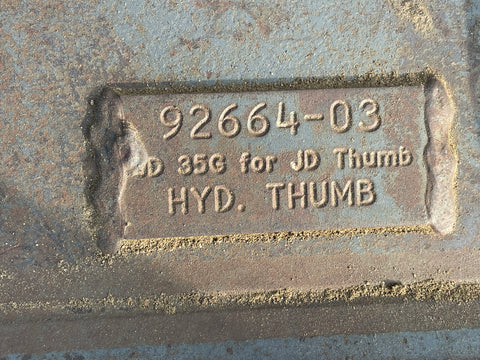 92664-03
JD 35G for JD Thumb
HYD. THUMB